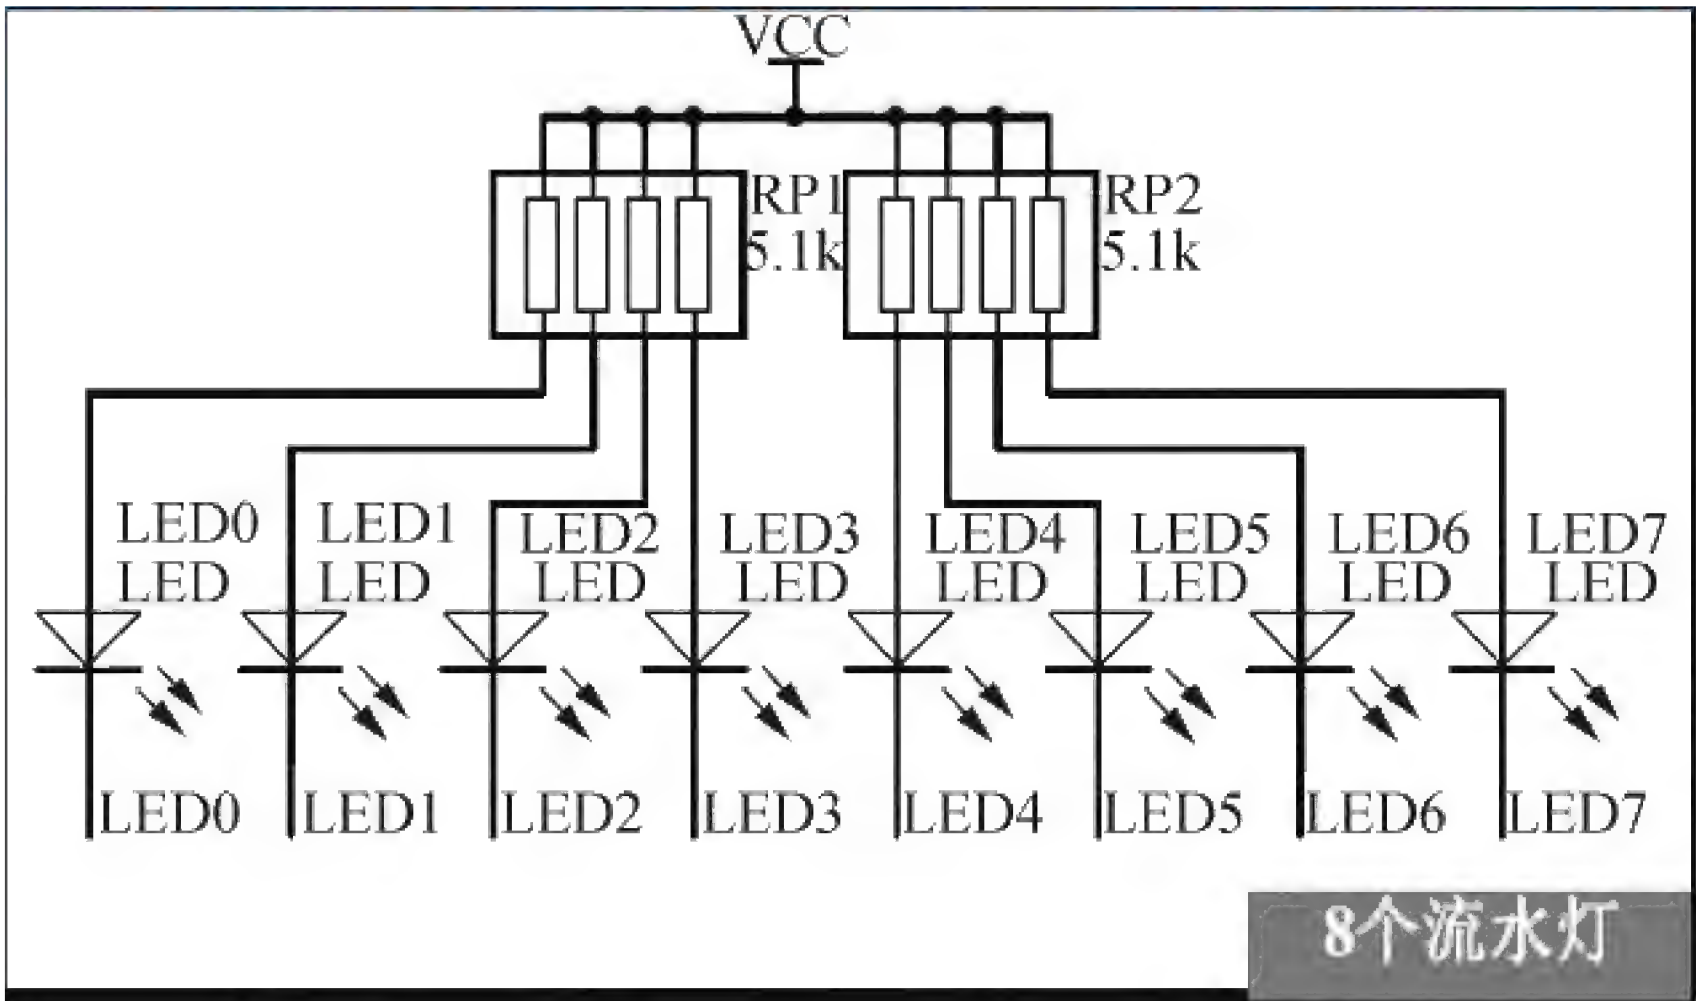 VCC
RP1
5.1k
RP2
5.1k
LED0
LED
LED1
LED
LED2
LED
LED3
LED
LED4
LED
LED5
LED
LED6
LED
LED7
LED
LED0
LED1
LED2
LED3
LED4
LED5
LED6
LED7
8个流水灯